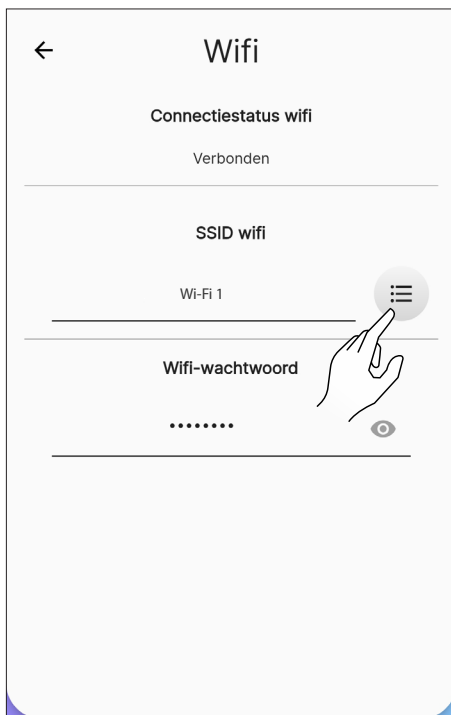 Wifi
Connectiestatus wifi
Verbonden
SSID wifi
Wi-Fi 1
Wifi-wachtwoord
••••••••